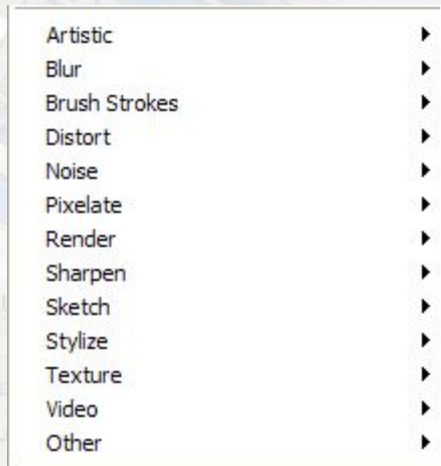 Artistic
Blur
Brush Strokes
Distort
Noise
Pixelate
Render
Sharpen
Sketch
Stylize
Texture
Video
Other